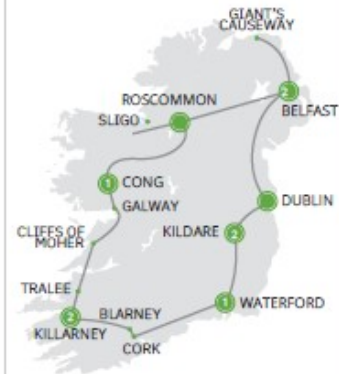 GIANT'S
CAUSEWAY
2
BELFAST
ROSCOMMON
SLIGO
1 CONG
GALWAY
DUBLIN
KILDARE 2
CLIFFS OF
MOHER
TRALEE
2
KILLARNEY
BLARNEY
CORK
1 WATERFORD